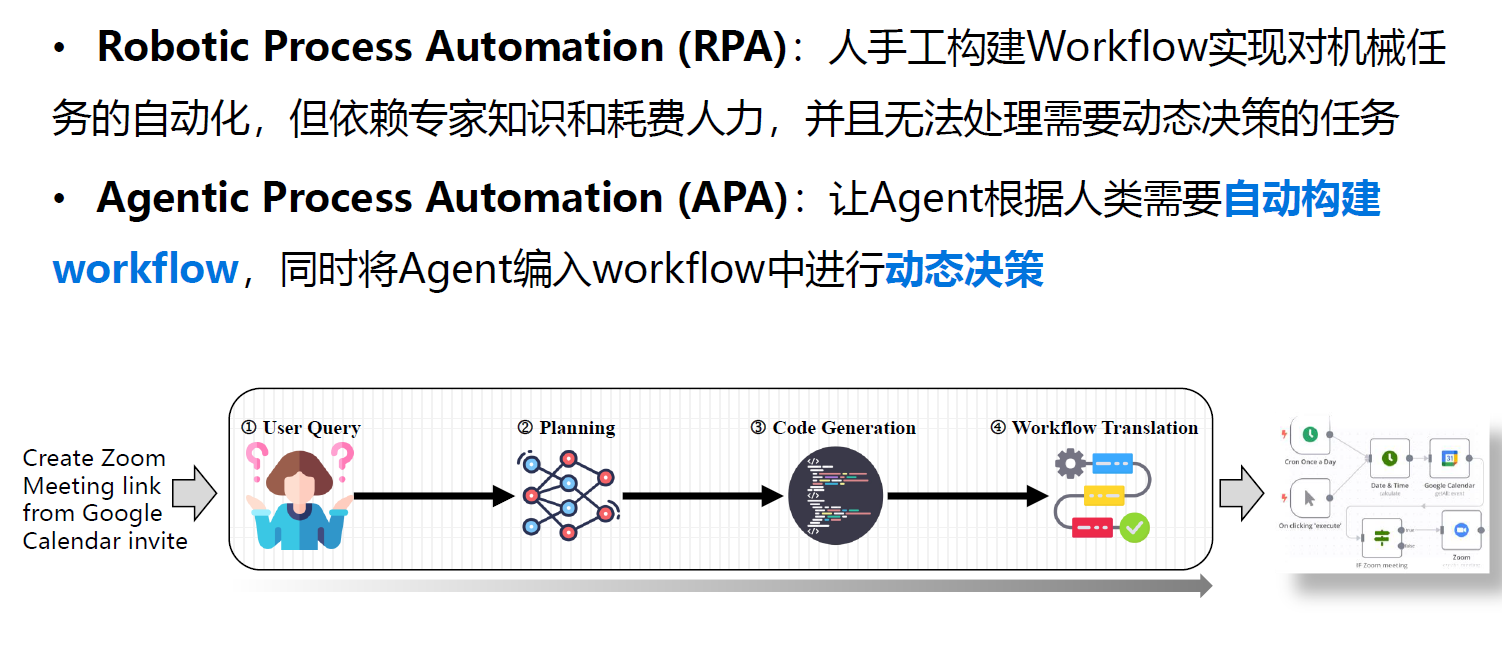 • Robotic Process Automation (RPA)：人手工构建Workflow实现对机械任
务的自动化，但依赖专家知识和耗费人力，并且无法处理需要动态决策的任务
• Agentic Process Automation (APA)：让Agent根据人类需要自动构建
workflow，同时将Agent编入workflow中进行动态决策
Create Zoom
Meeting link
from Google
Calendar invite
① User Query
② Planning
③ Code Generation
④ Workflow Translation
Cron Once a Day
Date & Time
calculate
Google Calendar
getAll: event
On clicking 'execute'
31
true
false
IF Zoom meeting
Zoom